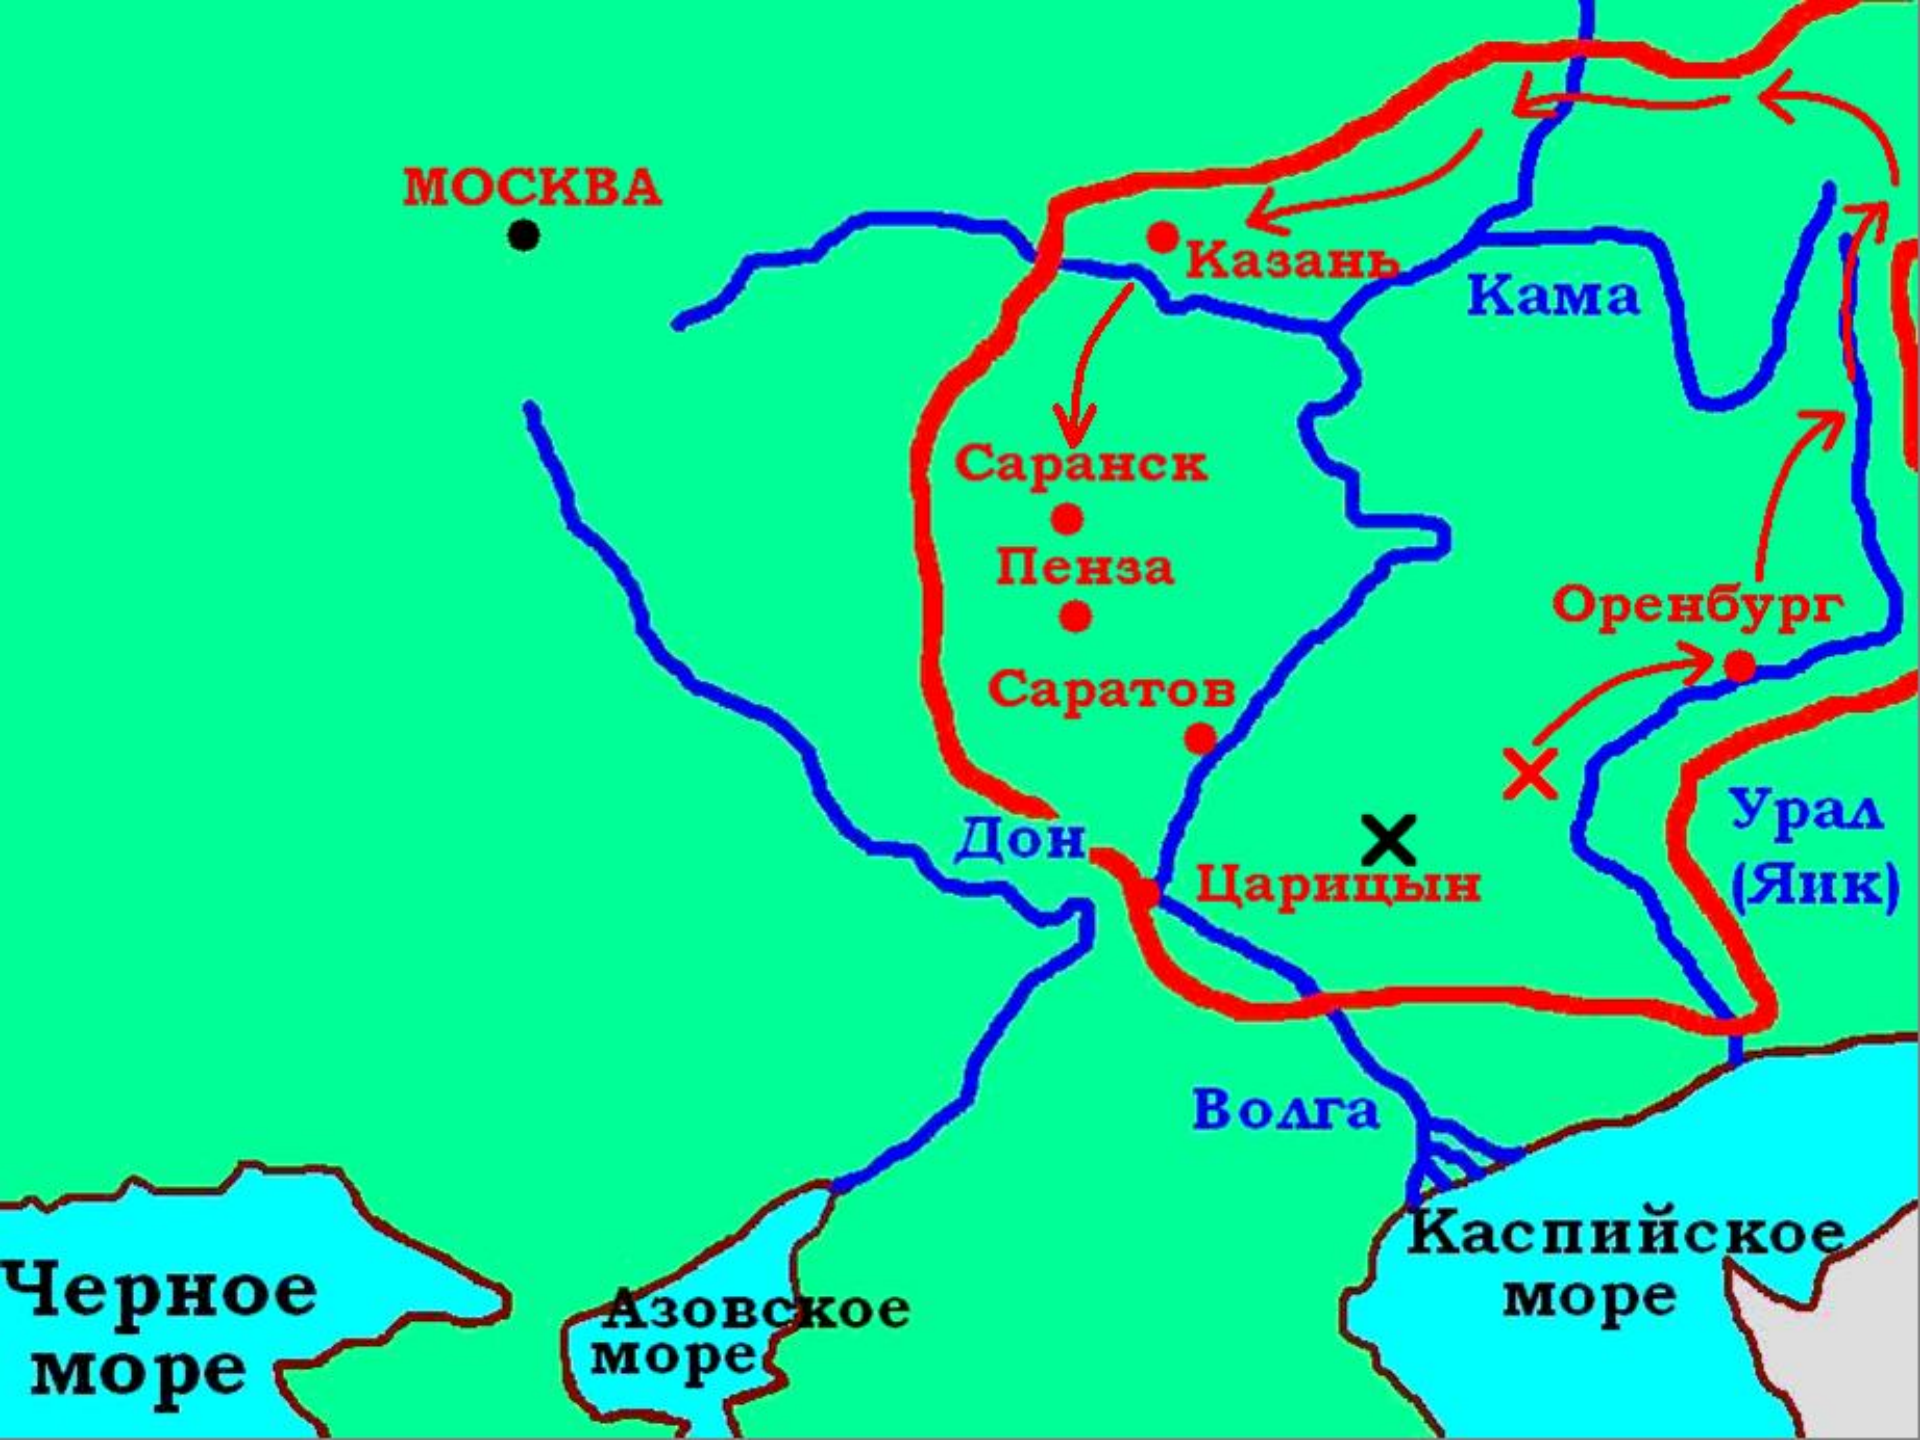 МОСКВА
Казань
Кама
Саранск
Пенза
Оренбург
Саратов
Урал
(Яик)
Дон
Царицын
Волга
Каспийское
море
Черное
море
Азовское
море